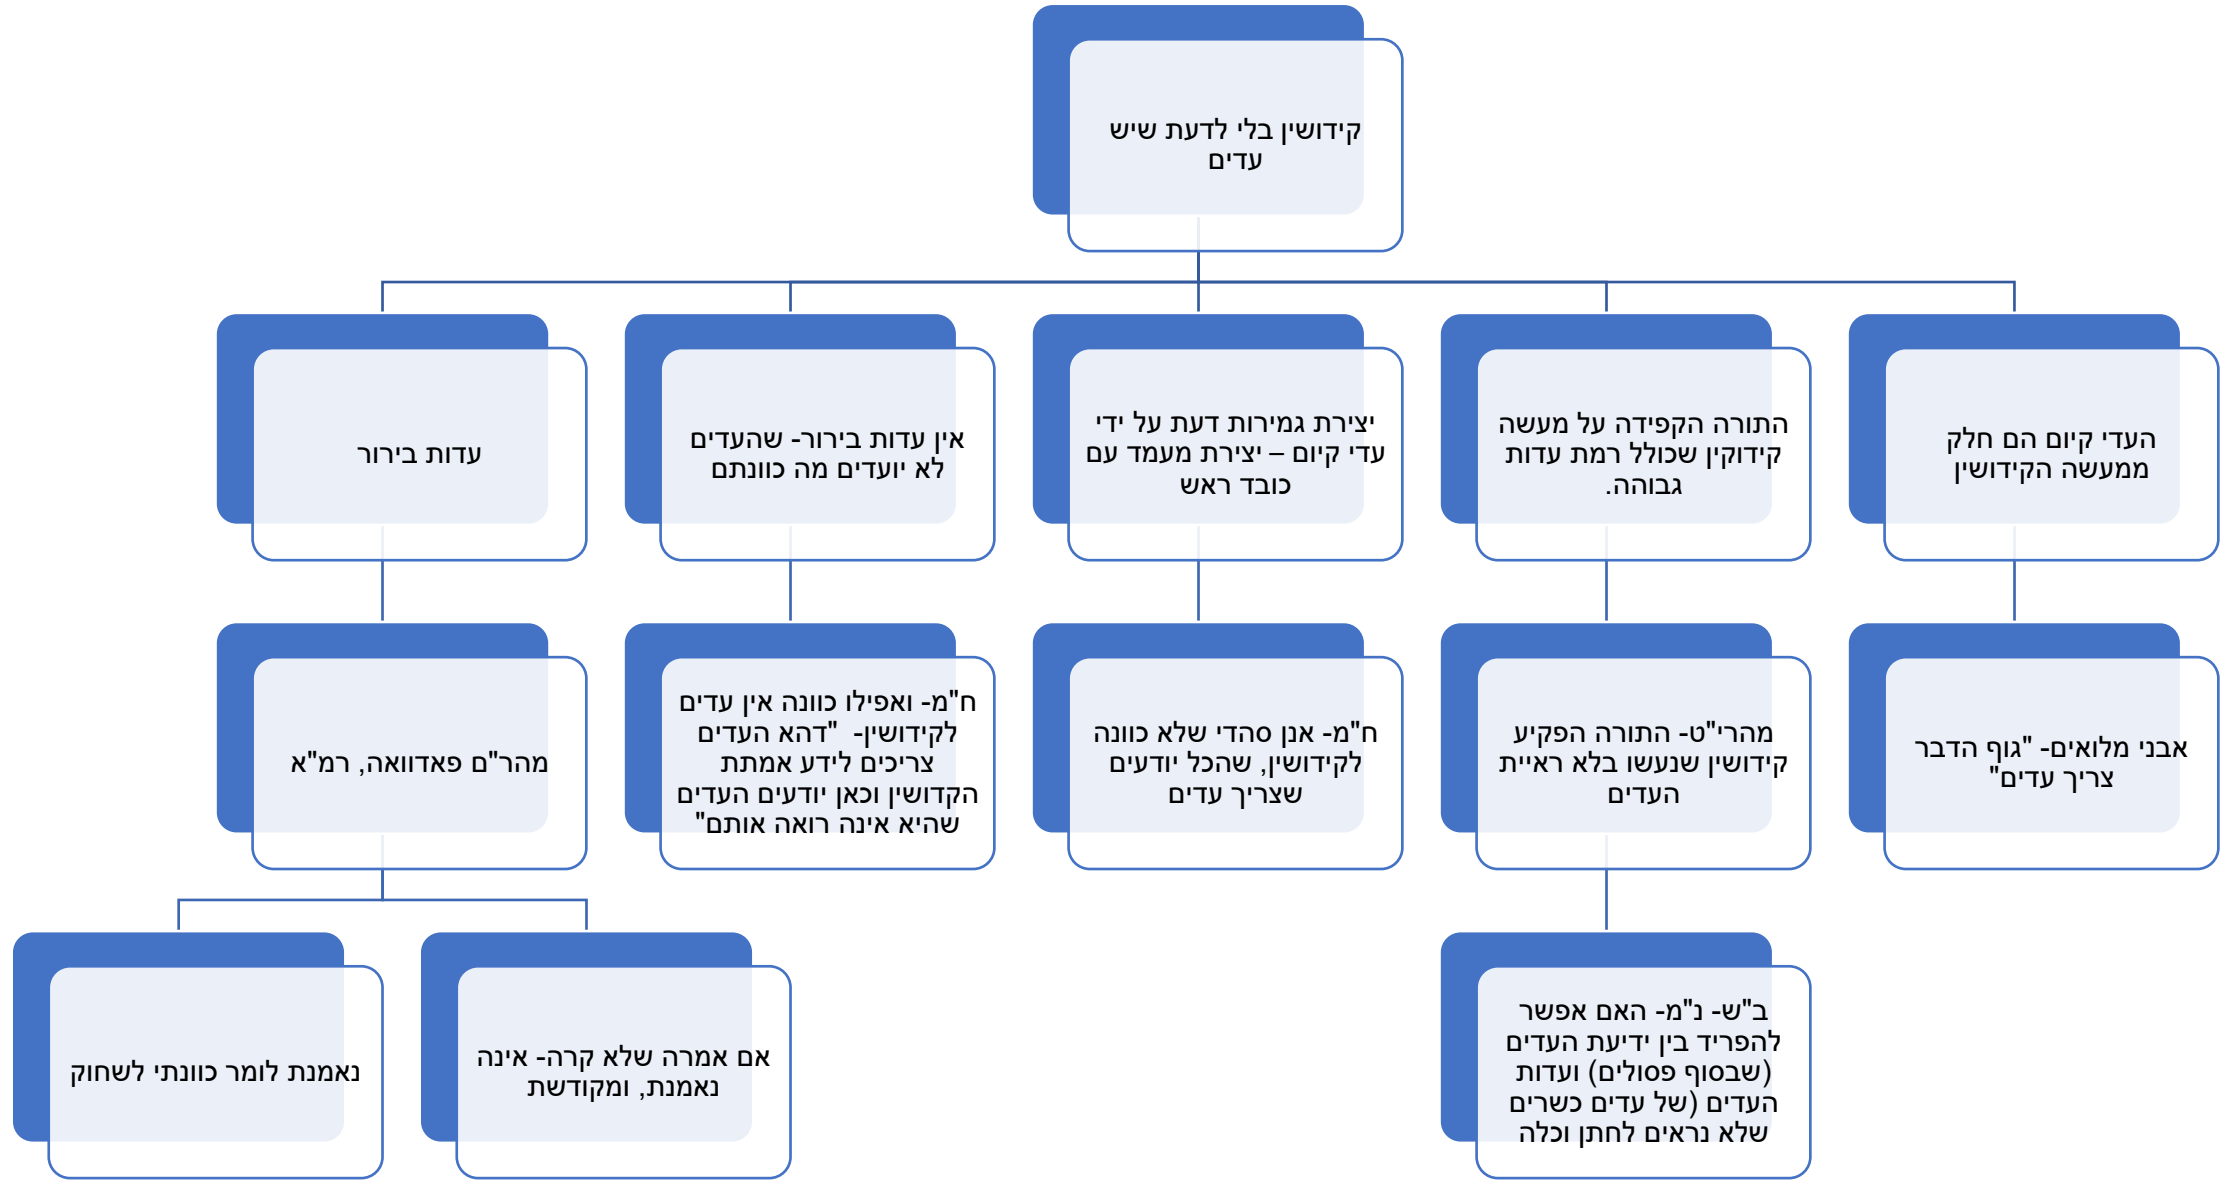 קידושין בלי לדעת שיש
עדים
העדי קיום הם חלק
ממעשה הקידושין
התורה הקפידה על מעשה
קידוקין שכולל רמת עדות
גבוהה.
יצירת גמירות דעת על ידי
עדי קיום – יצירת מעמד עם
כובד ראש
אין עדות בירור- שהעדים
לא יועדים מה כוונתם
עדות בירור
אבני מלואים- "גוף הדבר
צריך עדים"
מהרי"ט- התורה הפקיע
קידושין שנעשו בלא ראיית
העדים
ח"מ- אנן סהדי שלא כוונה
לקידושין, שהכל יודעים
שצריך עדים
ח"מ- ואפילו כוונה אין עדים
לקידושין- "דהא העדים
צריכים לידע אמתת
הקדושין וכאן יודעים העדים
שהיא אינה רואה אותם"
מהר"ם פאדוואה, רמ"א
ב"ש- נ"מ- האם אפשר
להפריד בין ידיעת העדים
(שבסוף פסולים) ועדות
העדים (של עדים כשרים
שלא נראים לחתן וכלה
אם אמרה שלא קרה- אינה
נאמנת, ומקודשת
נאמנת לומר כוונתי לשחוק